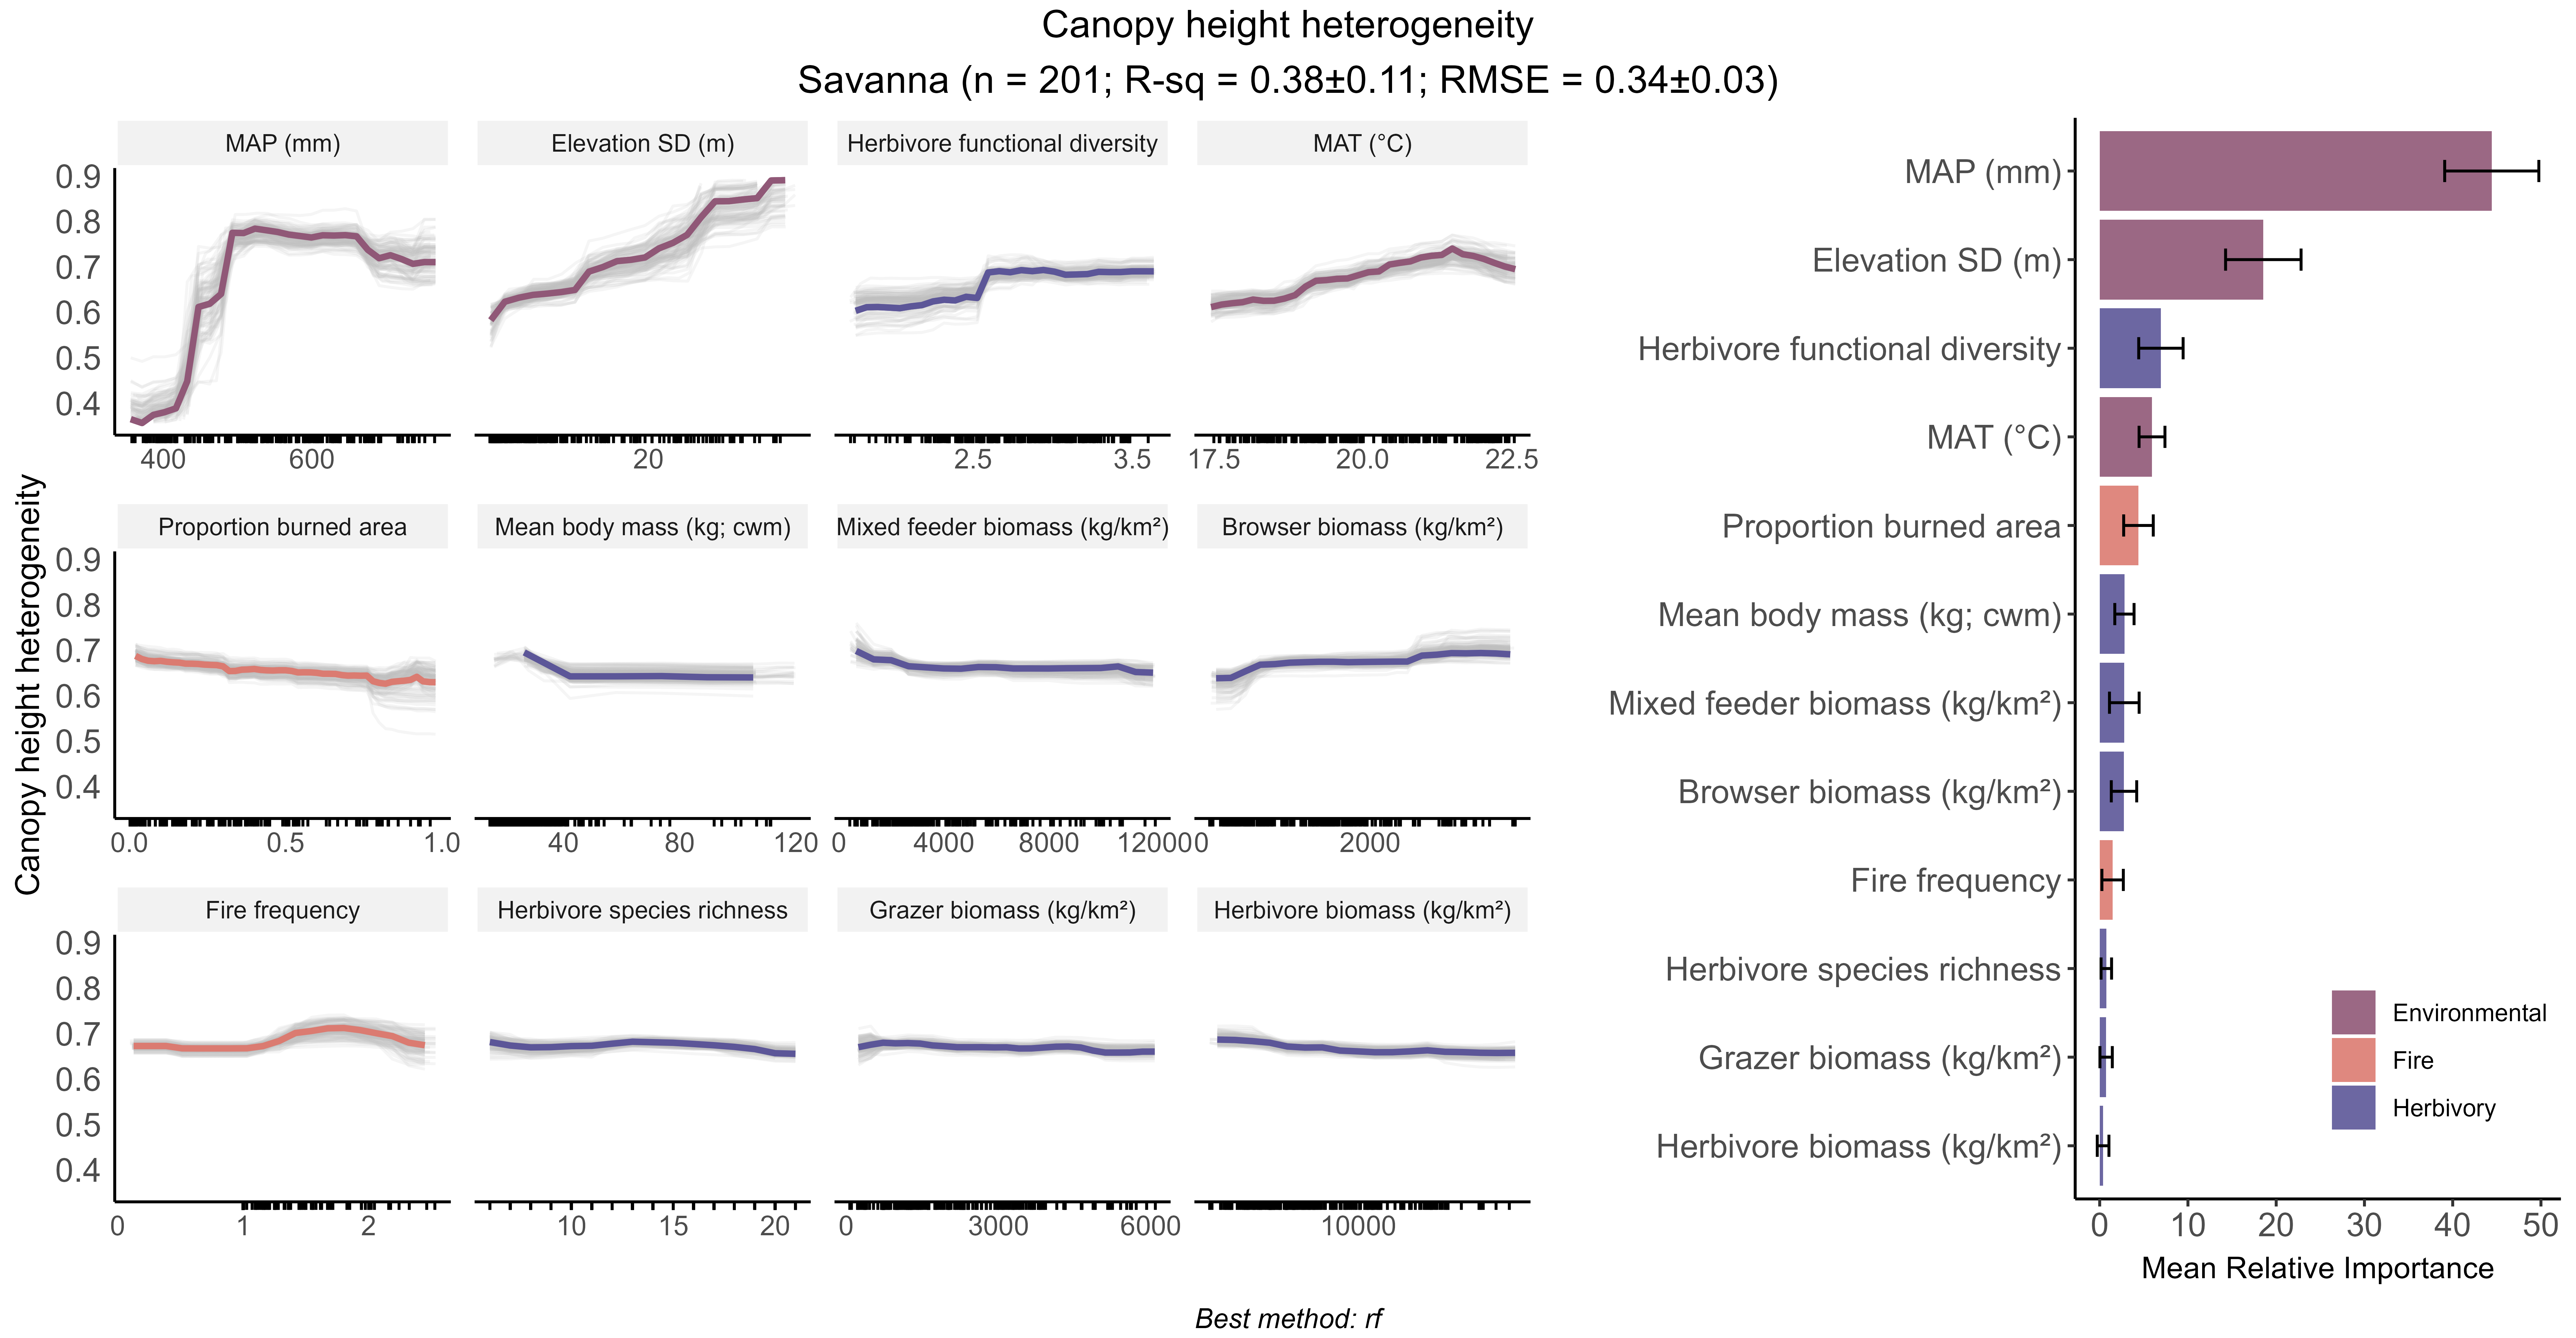 Canopy height heterogeneity
Savanna (n = 201; R-sq = 0.38±0.11; RMSE = 0.34±0.03)
Canopy height heterogeneity
MAP (mm)
Elevation SD (m)
Herbivore functional diversity
MAT (°C)
0.9
0.8
0.7
0.6
0.5
0.4
400 600
20
2.5 3.5
17.5 20.0 22.5
Proportion burned area
Mean body mass (kg; cwm)
Mixed feeder biomass (kg/km²)
Browser biomass (kg/km²)
0.9
0.8
0.7
0.6
0.5
0.4
0.0 0.5 1.0
40 80 120
0 4000 8000 120000
2000
Fire frequency
Herbivore species richness
Grazer biomass (kg/km²)
Herbivore biomass (kg/km²)
0.9
0.8
0.7
0.6
0.5
0.4
0 1 2
10 15 20
0 3000 6000
10000
MAP (mm)
Elevation SD (m)
Herbivore functional diversity
MAT (°C)
Proportion burned area
Mean body mass (kg; cwm)
Mixed feeder biomass (kg/km²)
Browser biomass (kg/km²)
Fire frequency
Herbivore species richness
Grazer biomass (kg/km²)
Herbivore biomass (kg/km²)
Environmental
Fire
Herbivory
0 10 20 30 40 50
Mean Relative Importance
Best method: rf